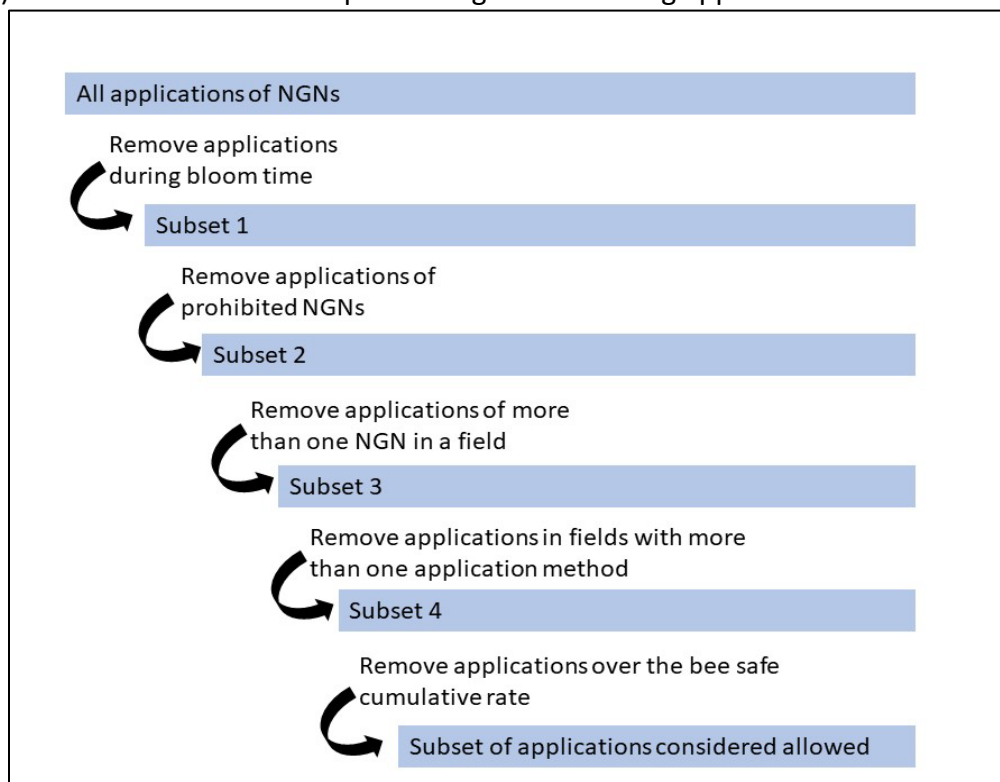 All applications of NGNs
Remove applications
during bloom time
Subset 1
Remove applications of
prohibited NGNs
Subset 2
Remove applications of more
than one NGN in a field
Subset 3
Remove applications in fields with more
than one application method
Subset 4
Remove applications over the bee safe
cumulative rate
Subset of applications considered allowed